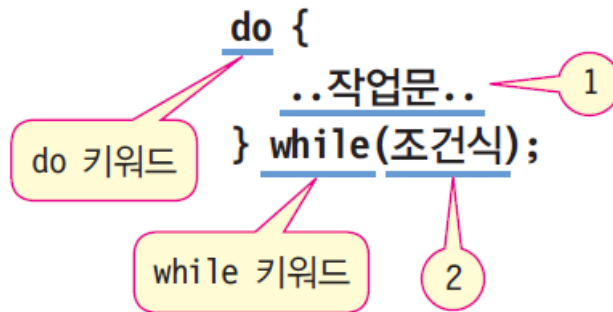 do {
..작업문..
1
do 키워드
} while(조건식);
while 키워드
2